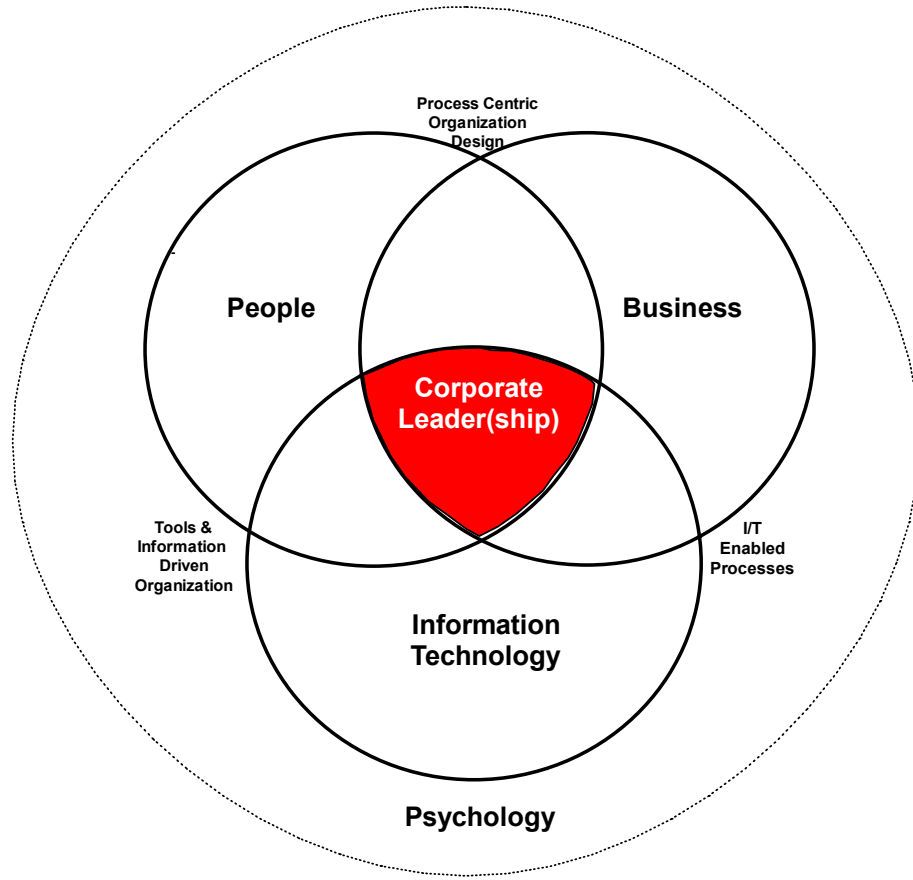 Process Centric
Organization
Design
People
Business
Corporate
Leader(ship)
Tools &
Information
Driven
Organization
I/T
Enabled
Processes
Information
Technology
Psychology